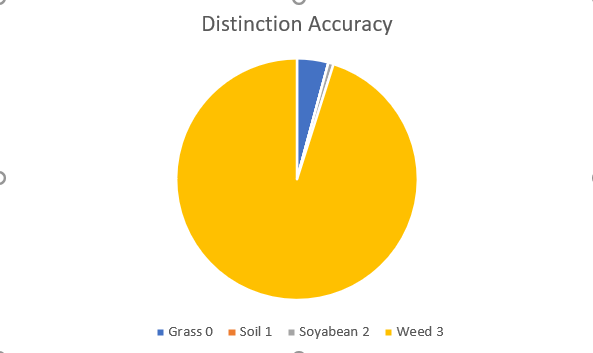 Distinction Accuracy
Grass 0 Soil 1 Soyabean 2 Weed 3